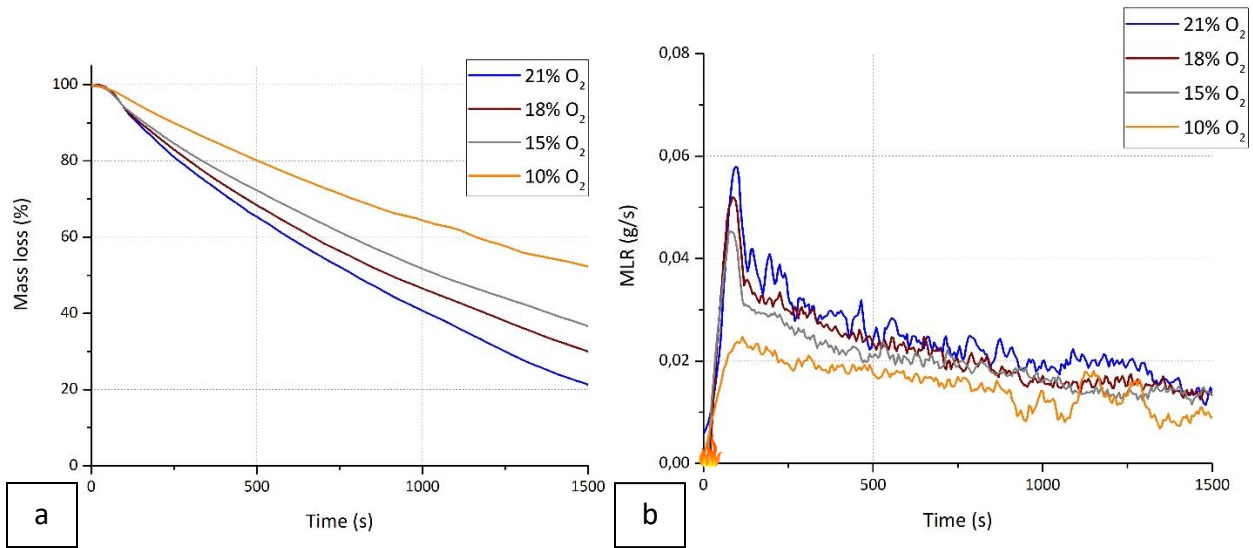 21% O₂
18% O₂
15% O₂
10% O₂
100
80
60
40
20
0
Mass loss (%)
0 500 1000 1500
Time (s)
a
21% O₂
18% O₂
15% O₂
10% O₂
0,08
0,06
0,04
0,02
0,00
MLR (g/s)
0 500 1000 1500
Time (s)
b